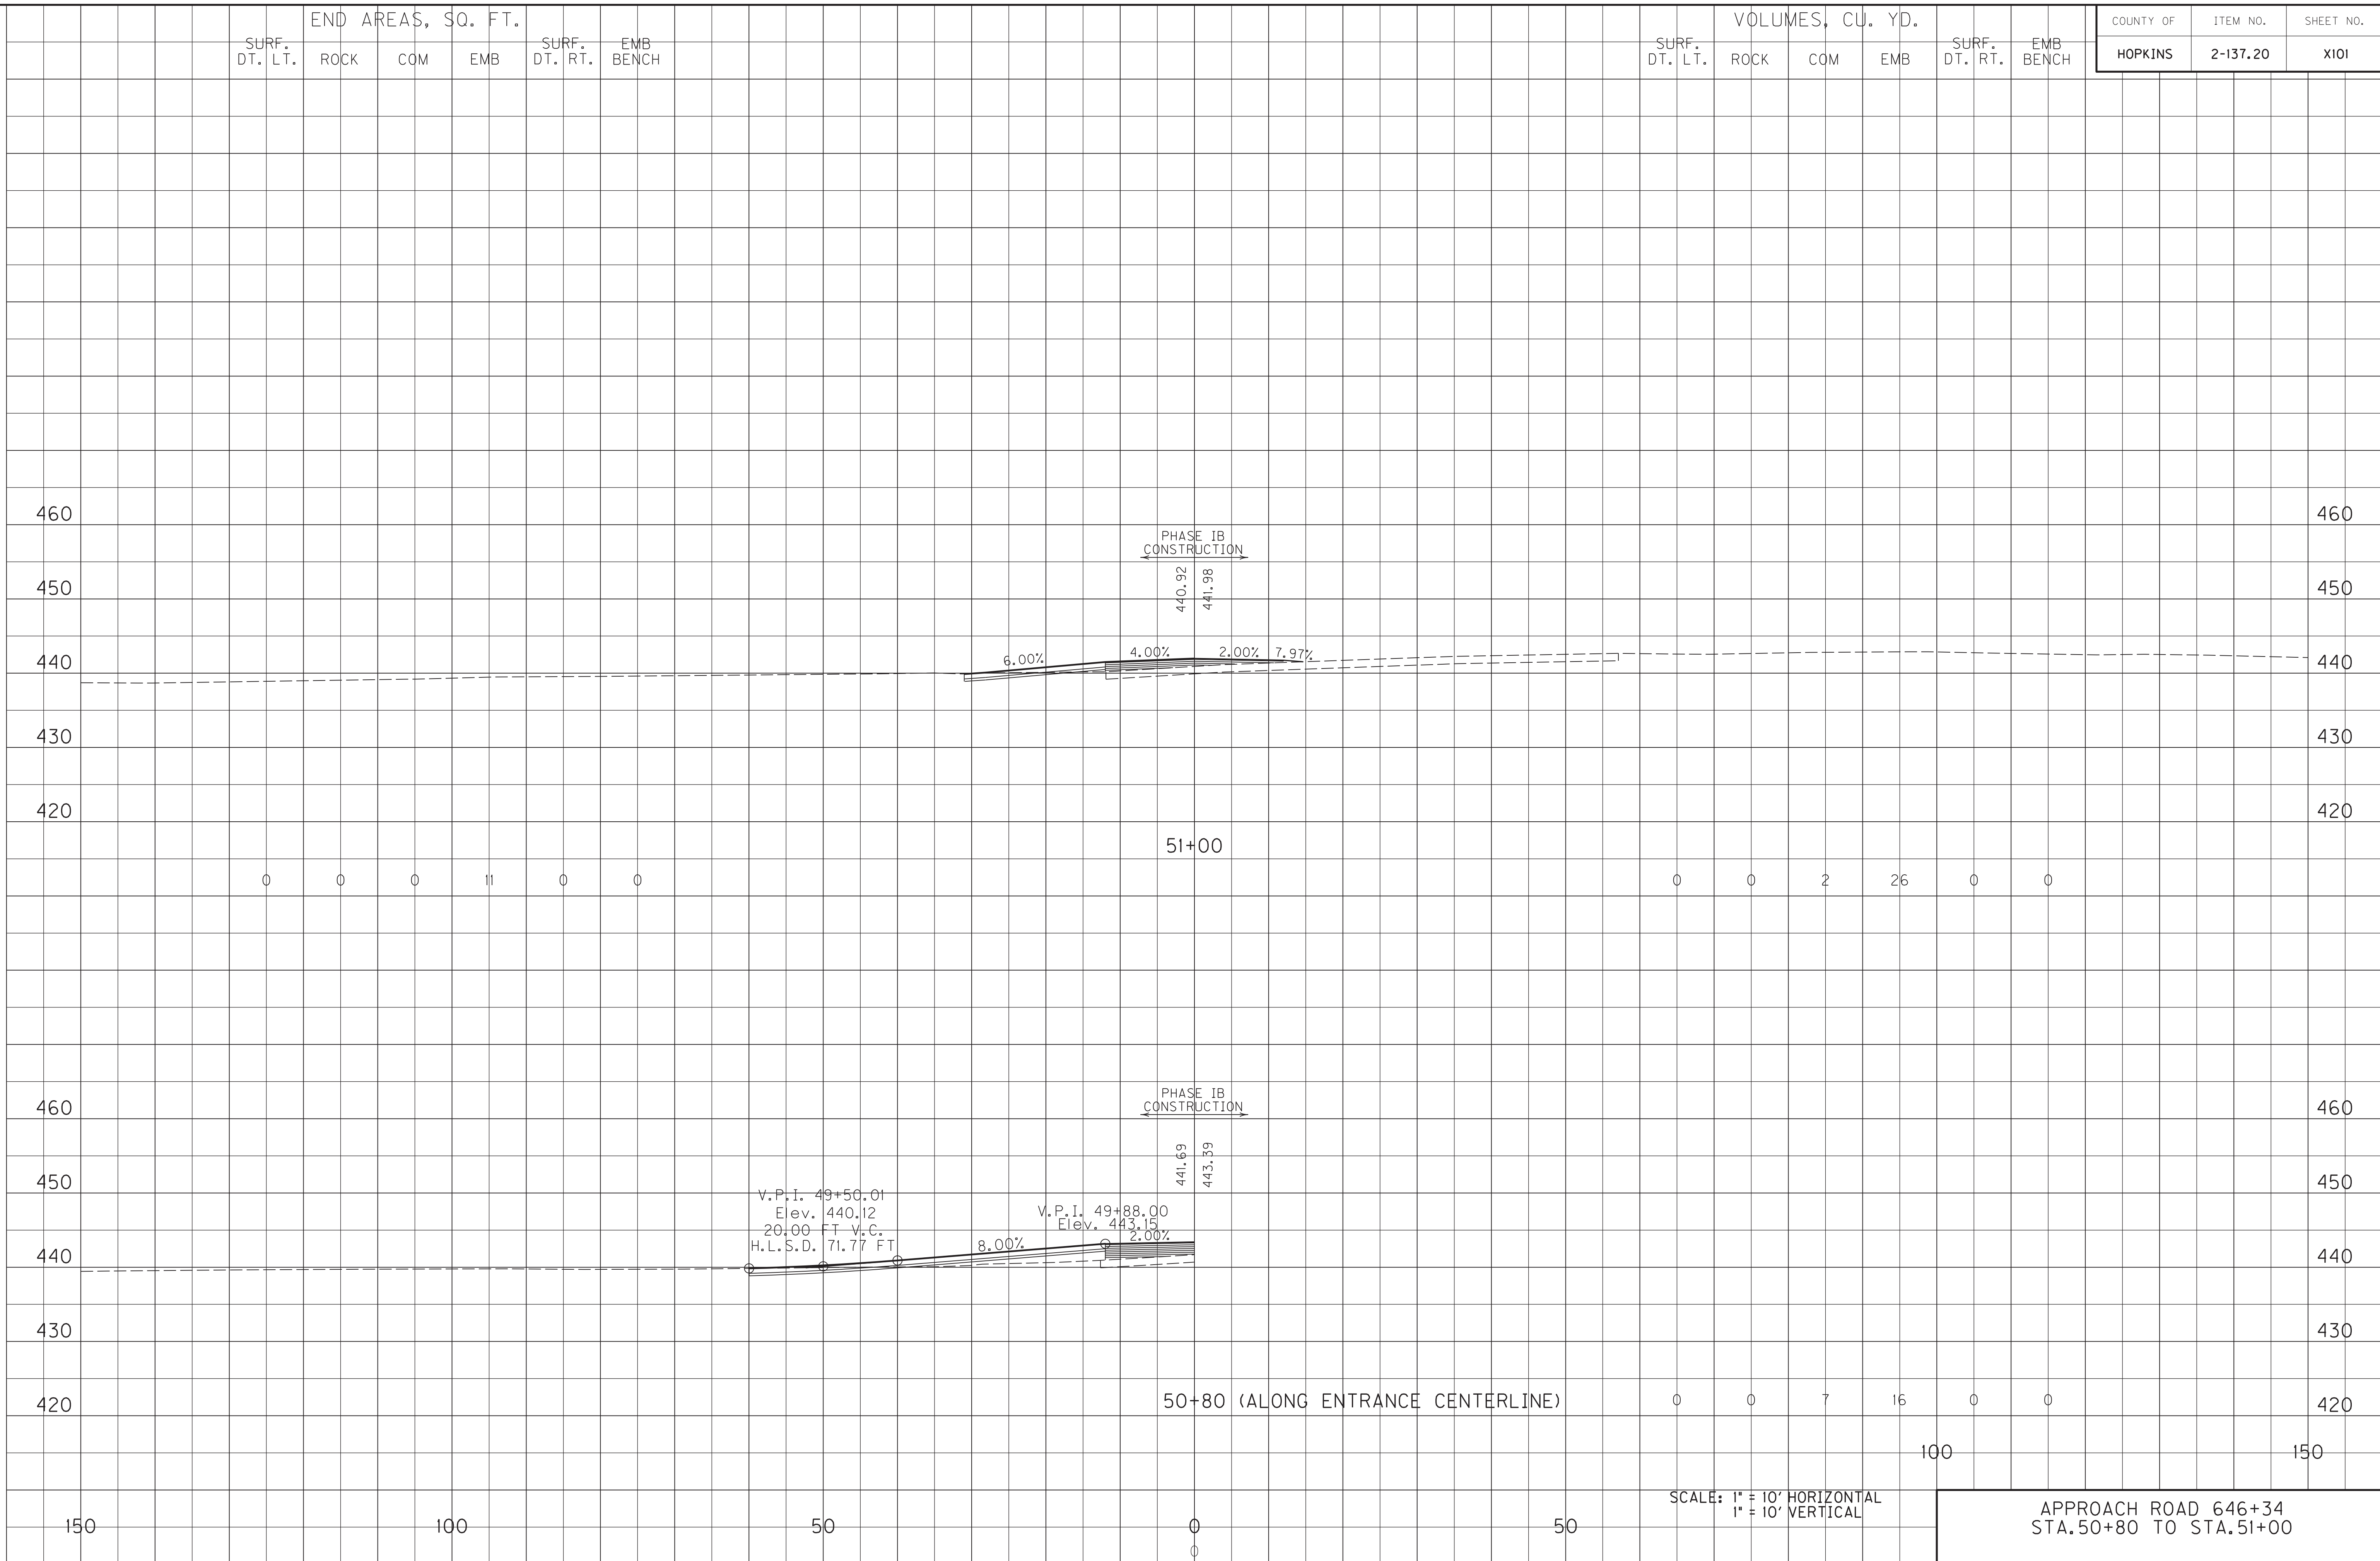 END AREAS, SQ. FT.
SURF. DT. LT. ROCK COM EMB SURF. DT. RT. EMB BENCH
VOLUMES, CU. YD.
SURF. DT. LT. ROCK COM EMB SURF. DT. RT. EMB BENCH
COUNTY OF ITEM NO. SHEET NO.
HOPKINS 2-137.20 X101
460 460
PHASE IB
CONSTRUCTION
450 440.92 441.98 450
440 6.00% 4.00% 2.00% 7.97% 440
430 430
420 420
51+00
0 0 0 11 0 0 0 0 2 26 0 0
460 460
PHASE IB
CONSTRUCTION
450 441.69 443.39 450
V.P.I. 49+50.01
Elev. 440.12
20.00 FT V.C.
H.L.S.D. 71.77 FT
V.P.I. 49+88.00
Elev. 443.15
440 8.00% 2.00% 440
430 430
420 50+80 (ALONG ENTRANCE CENTERLINE) 0 0 7 16 0 0 420
100 150
SCALE: 1" = 10' HORIZONTAL
1" = 10' VERTICAL
150 100 50 0 50
0
APPROACH ROAD 646+34
STA.50+80 TO STA.51+00